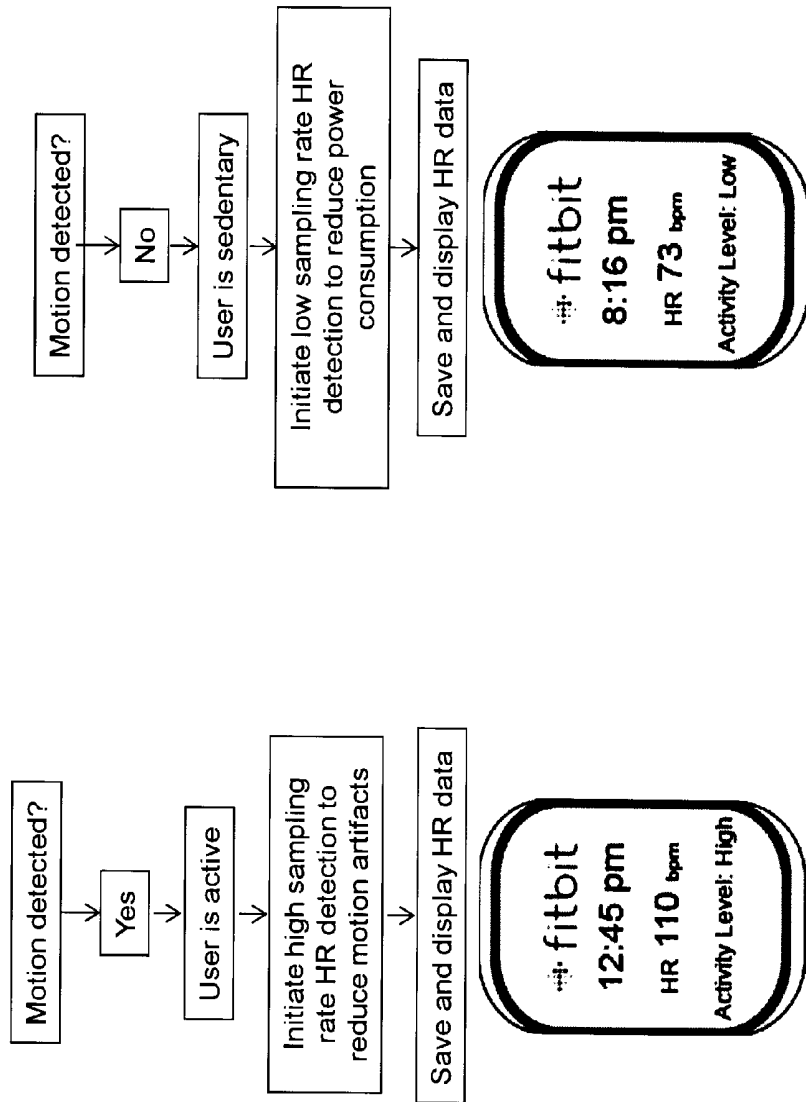 Motion detected?
Yes
User is active
Initiate high sampling
rate HR detection to
reduce motion artifacts
Save and display HR data
fitbit
12:45 pm
HR 110 bpm
Activity Level: High
Motion detected?
No
User is sedentary
Initiate low sampling rate HR
detection to reduce power
consumption
Save and display HR data
fitbit
8:16 pm
HR 73 bpm
Activity Level: Low